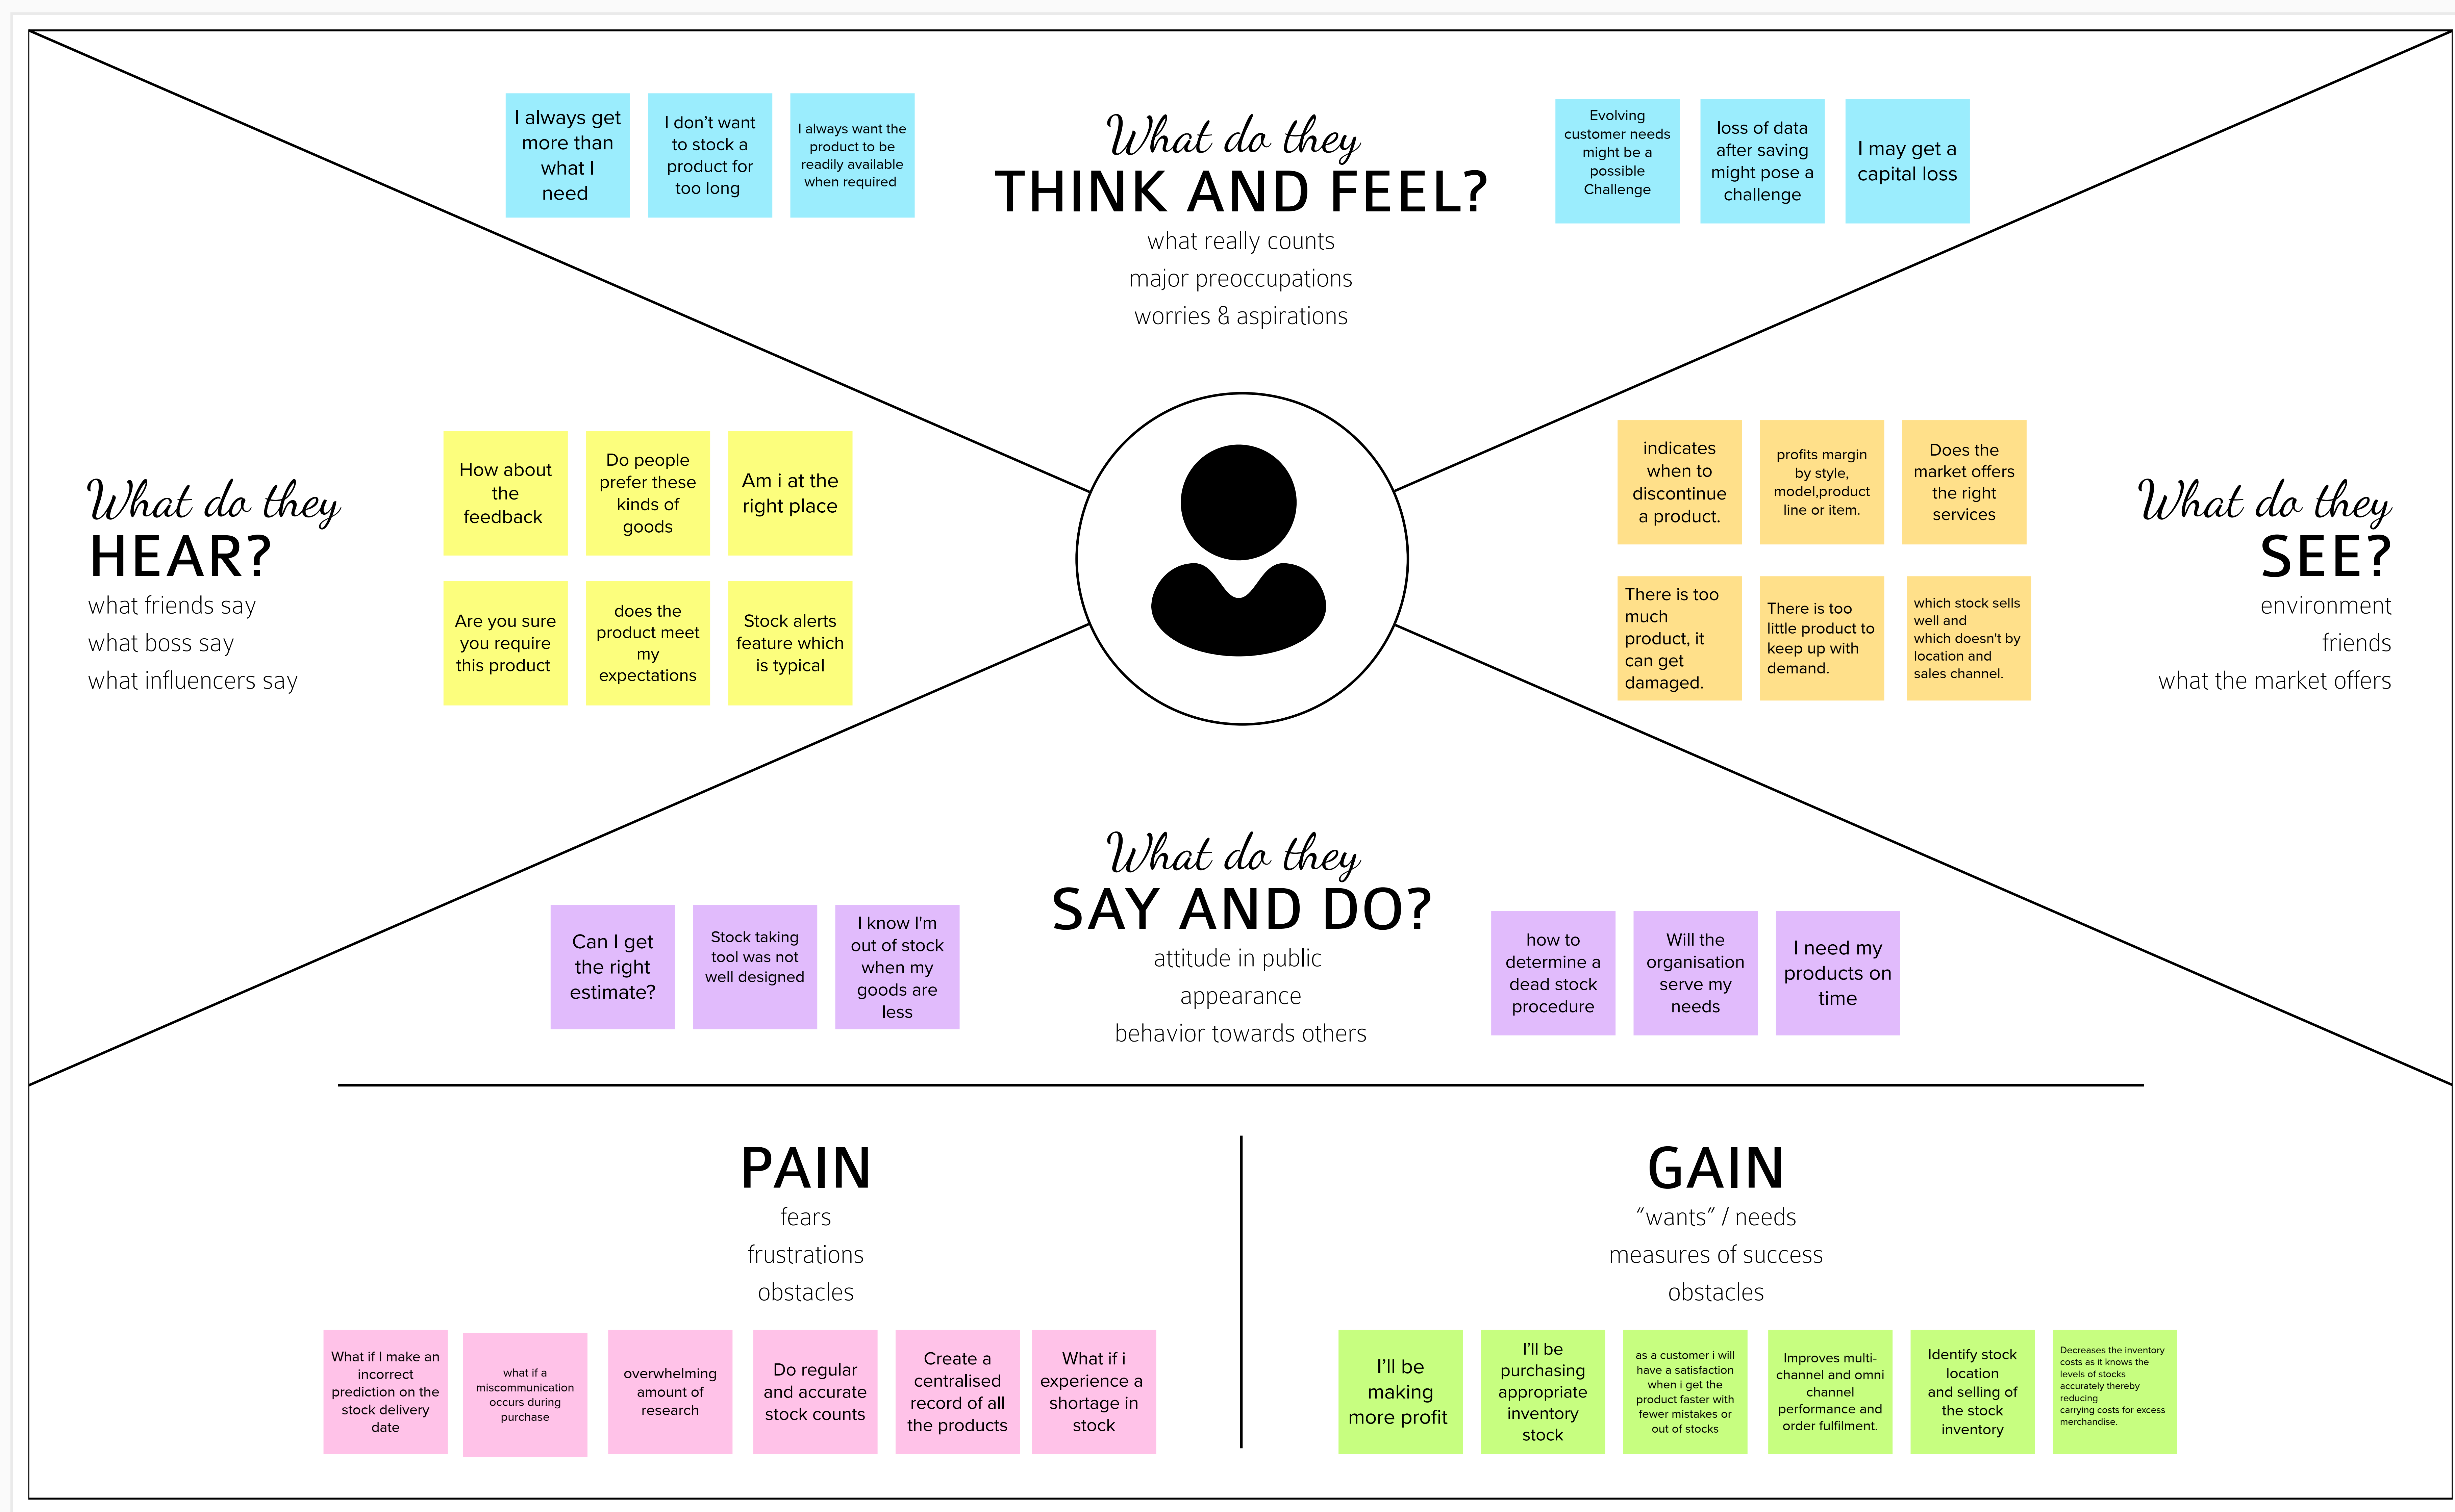 I always get
more than
what I
need
I don't want
to stock a
product for
too long
I always want the
product to be
readily available
when required
What do they
THINK AND FEEL?
what really counts
major preoccupations
worries & aspirations
Evolving
customer needs
might be a
possible
Challenge
loss of data
after saving
might pose a
challenge
I may get a
capital loss
What do they
HEAR?
what friends say
what boss say
what influencers say
How about
the
feedback
Do people
prefer these
kinds of
goods
Am i at the
right place
Are you sure
you require
this product
does the
product meet
my
expectations
Stock alerts
feature which
is typical
indicates
when to
discontinue
a product.
profits margin
by style,
model,product
line or item.
Does the
market offers
the right
services
There is too
much
product, it
can get
damaged.
There is too
little product to
keep up with
demand.
which stock sells
well and
which doesn't by
location and
sales channel.
What do they
SEE?
environment
friends
what the market offers
Can I get
the right
estimate?
Stock taking
tool was not
well designed
I know I'm
out of stock
when my
goods are
less
What do they
SAY AND DO?
attitude in public
appearance
behavior towards others
how to
determine a
dead stock
procedure
Will the
organisation
serve my
needs
I need my
products on
time
PAIN
fears
frustrations
obstacles
What if I make an
incorrect
prediction on the
stock delivery
date
what if a
miscommunication
occurs during
purchase
overwhelming
amount of
research
Do regular
and accurate
stock counts
Create a
centralised
record of all
the products
What if i
experience a
shortage in
stock
GAIN
“wants” / needs
measures of success
obstacles
I'll be
making
more profit
I'll be
purchasing
appropriate
inventory
stock
as a customer i will
have a satisfaction
when i get the
product faster with
fewer mistakes or
out of stocks
Improves multi-
channel and omni
channel
performance and
order fulfilment.
Identify stock
location
and selling of
the stock
inventory
Decreases the inventory
costs as it knows the
levels of stocks
accurately thereby
reducing
carrying costs for excess
merchandise.